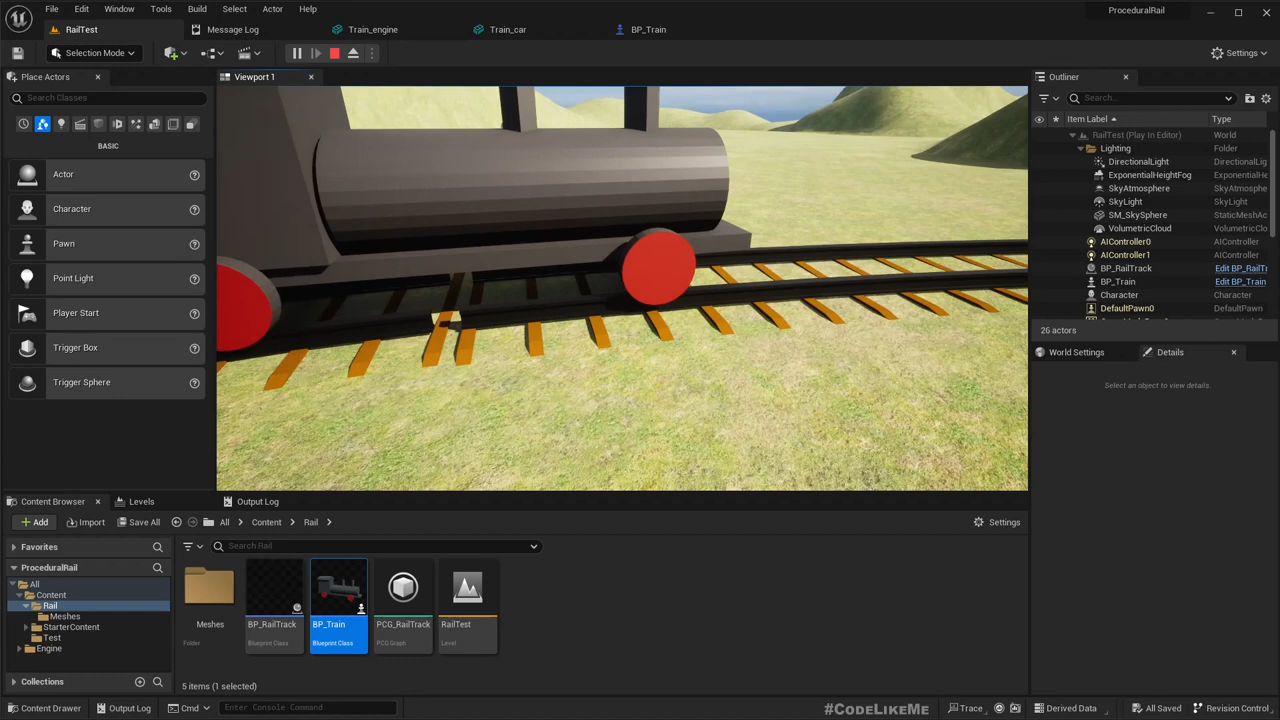 File Edit Window Tools Build Select Actor Help
ProceduralRail
RailTest
Message Log
Train_engine
Train_car
BP_Train
Selection Mode
Settings
Place Actors
Viewport 1
Outliner
Search Classes
Search...
Item Label
Type
BASIC
Actor
Character
Pawn
Point Light
Player Start
Trigger Box
Trigger Sphere
RailTest (Play In Editor) World
Lighting Folder
DirectionalLight DirectionalLig
ExponentialHeightFog ExponentialHe
SkyAtmosphere SkyAtmosphe
SkyLight SkyLight
SM_SkySphere StaticMeshAc
VolumetricCloud VolumetricClo
AIController0 AIController
AIController1 AIController
BP_RailTrack Edit BP_RailTr
BP_Train Edit BP_Train
Character Character
DefaultPawn0 DefaultPawn
26 actors
World Settings
Details
Select an object to view details.
Content Browser
Levels
Output Log
Add
Import
Save All
All
Content
Rail
Settings
Favorites
Search Rail
ProceduralRail
All
Content
Rail
Meshes
StarterContent
Test
Engine
Meshes
Folder
BP_RailTrack
Blueprint Class
BP_Train
Blueprint Class
PCG_RailTrack
PCG Graph
RailTest
Level
Collections
5 items (1 selected)
Content Drawer
Output Log
Cmd
Enter Console Command
#CODELIKEME
Trace
Derived Data
All Saved
Revision Control